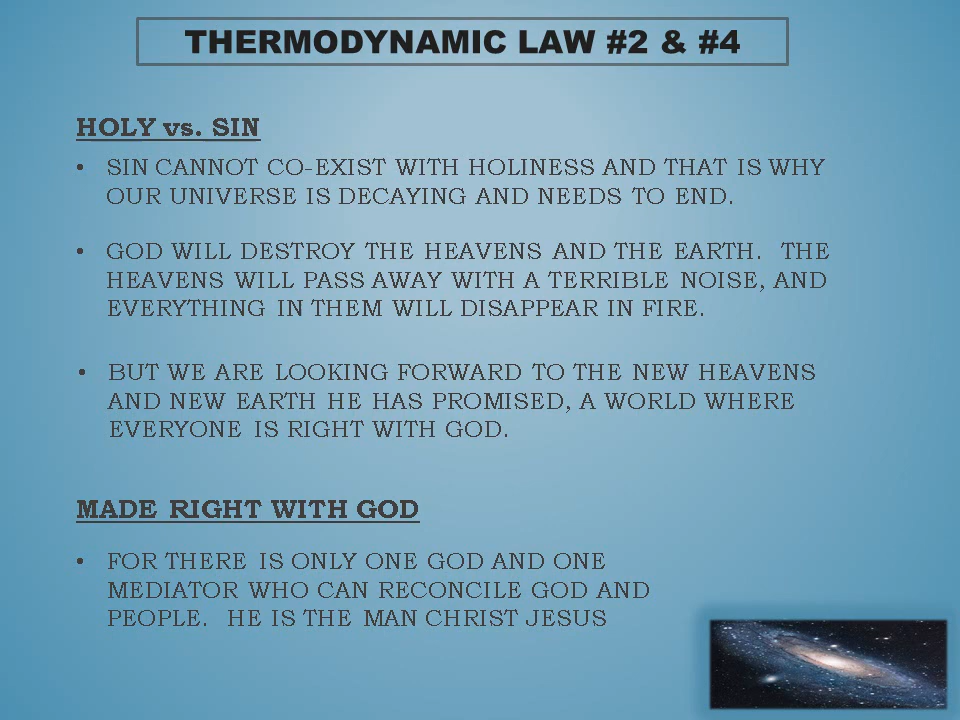 THERMODYNAMIC LAW #2 & #4
HOLY vs. SIN
• SIN CANNOT CO-EXIST WITH HOLINESS AND THAT IS WHY
OUR UNIVERSE IS DECAYING AND NEEDS TO END.
• GOD WILL DESTROY THE HEAVENS AND THE EARTH. THE
HEAVENS WILL PASS AWAY WITH A TERRIBLE NOISE, AND
EVERYTHING IN THEM WILL DISAPPEAR IN FIRE.
• BUT WE ARE LOOKING FORWARD TO THE NEW HEAVENS
AND NEW EARTH HE HAS PROMISED, A WORLD WHERE
EVERYONE IS RIGHT WITH GOD.
MADE RIGHT WITH GOD
• FOR THERE IS ONLY ONE GOD AND ONE
MEDIATOR WHO CAN RECONCILE GOD AND
PEOPLE. HE IS THE MAN CHRIST JESUS